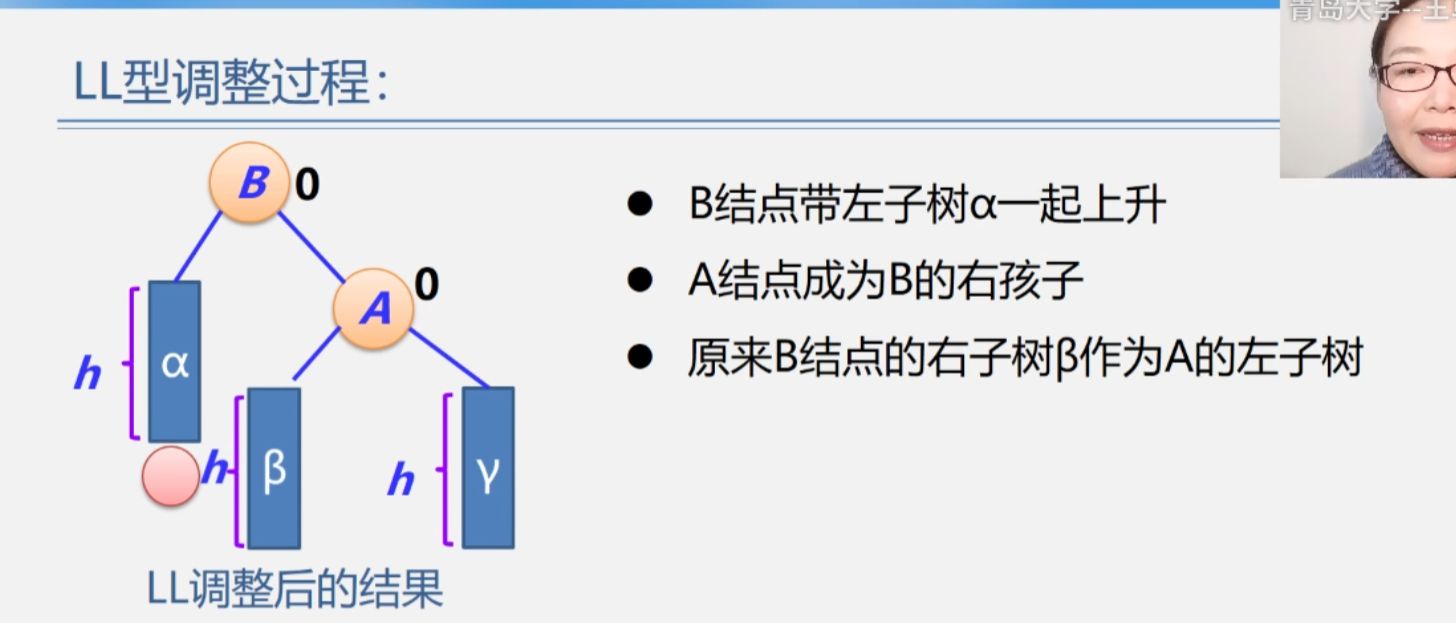 青岛大学--王
LL型调整过程：
B 0
A 0
h α
h β
h γ
LL调整后的结果
● B结点带左子树α一起上升
● A结点成为B的右孩子
● 原来B结点的右子树β作为A的左子树